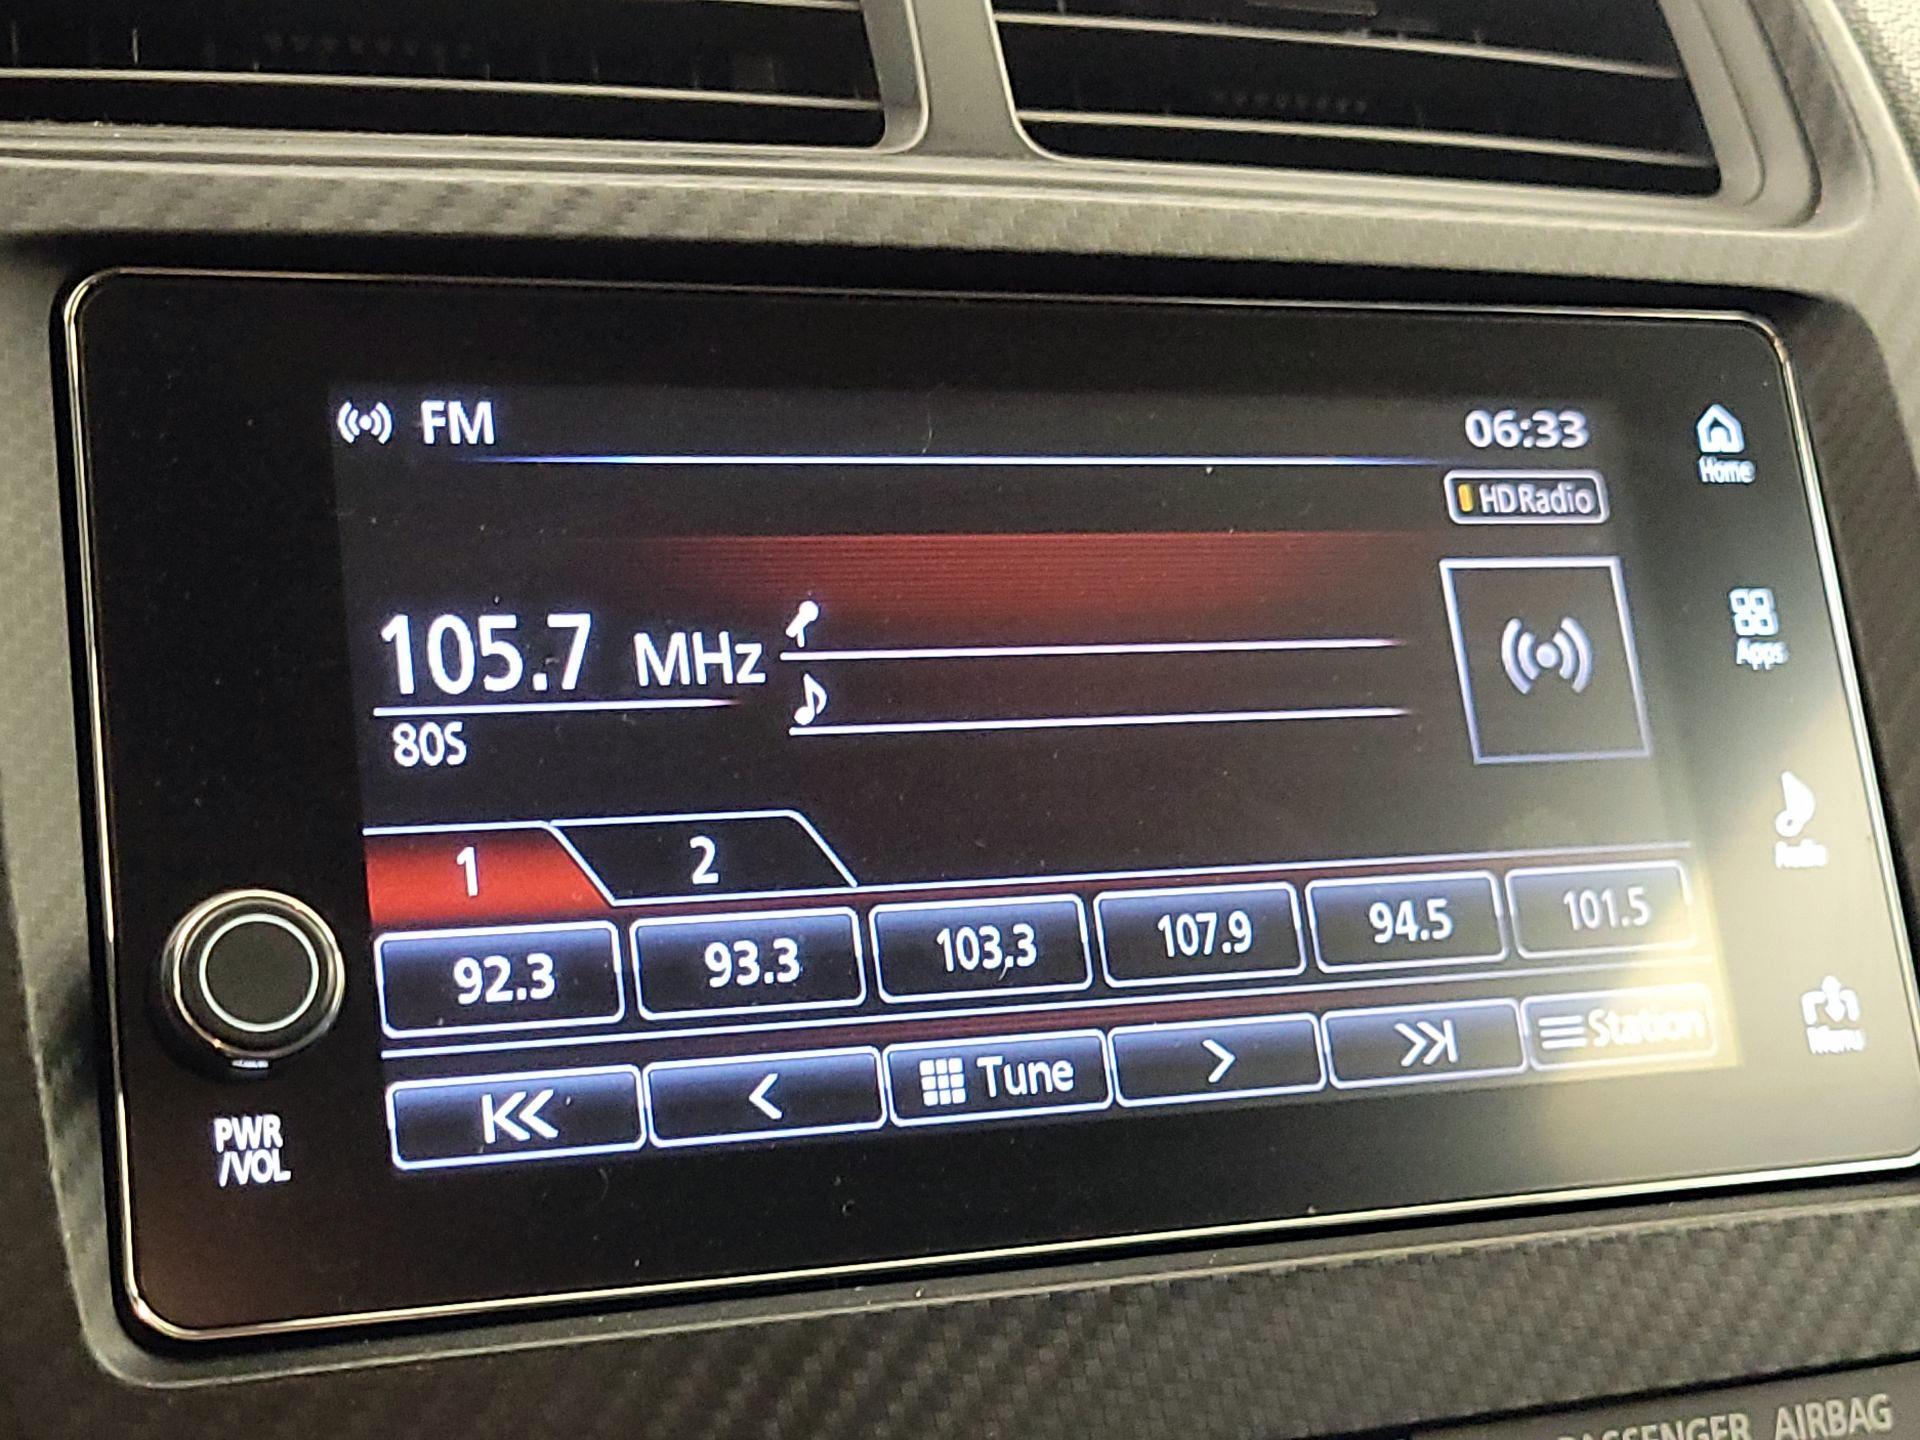 FM
06:33
HD Radio
Home
105.7 MHz
80S
Apps
1
2
Audio
92.3
93.3
103.3
107.9
94.5
101.5
Tune
Station
Menu
PWR
/VOL
PASSENGER AIRBAG